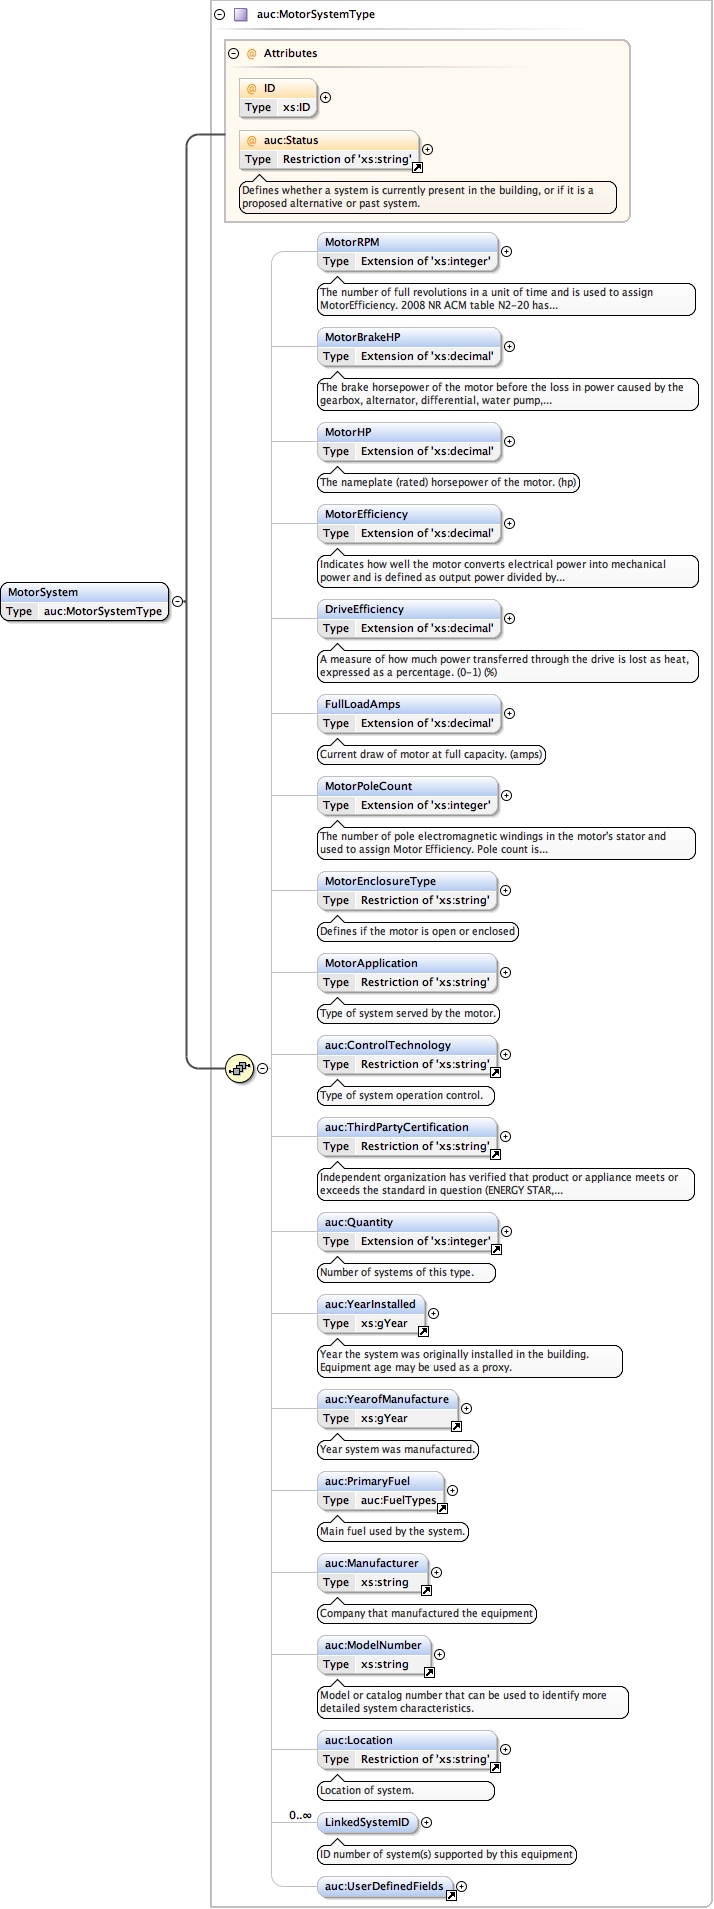 auc:MotorSystemType
@ Attributes
@ ID
Type xs:ID
@ auc:Status
Type Restriction of 'xs:string'
Defines whether a system is currently present in the building, or if it is a
proposed alternative or past system.
MotorRPM
Type Extension of 'xs:integer'
The number of full revolutions in a unit of time and is used to assign
MotorEfficiency. 2008 NR ACM table N2-20 has...
MotorBrakeHP
Type Extension of 'xs:decimal'
The brake horsepower of the motor before the loss in power caused by the
gearbox, alternator, differential, water pump,...
MotorHP
Type Extension of 'xs:decimal'
The nameplate (rated) horsepower of the motor. (hp)
MotorEfficiency
Type Extension of 'xs:decimal'
Indicates how well the motor converts electrical power into mechanical
power and is defined as output power divided by...
MotorSystem
Type auc:MotorSystemType
DriveEfficiency
Type Extension of 'xs:decimal'
A measure of how much power transferred through the drive is lost as heat,
expressed as a percentage. (0-1) (%)
FullLoadAmps
Type Extension of 'xs:decimal'
Current draw of motor at full capacity. (amps)
MotorPoleCount
Type Extension of 'xs:integer'
The number of pole electromagnetic windings in the motor's stator and
used to assign Motor Efficiency. Pole count is...
MotorEnclosureType
Type Restriction of 'xs:string'
Defines if the motor is open or enclosed
MotorApplication
Type Restriction of 'xs:string'
Type of system served by the motor.
auc:ControlTechnology
Type Restriction of 'xs:string'
Type of system operation control.
auc:ThirdPartyCertification
Type Restriction of 'xs:string'
Independent organization has verified that product or appliance meets or
exceeds the standard in question (ENERGY STAR,...
auc:Quantity
Type Extension of 'xs:integer'
Number of systems of this type.
auc:YearInstalled
Type xs:gYear
Year the system was originally installed in the building.
Equipment age may be used as a proxy.
auc:YearofManufacture
Type xs:gYear
Year system was manufactured.
auc:PrimaryFuel
Type auc:FuelTypes
Main fuel used by the system.
auc:Manufacturer
Type xs:string
Company that manufactured the equipment
auc:ModelNumber
Type xs:string
Model or catalog number that can be used to identify more
detailed system characteristics.
auc:Location
Type Restriction of 'xs:string'
Location of system.
0..∞
LinkedSystemID
ID number of system(s) supported by this equipment
auc:UserDefinedFields